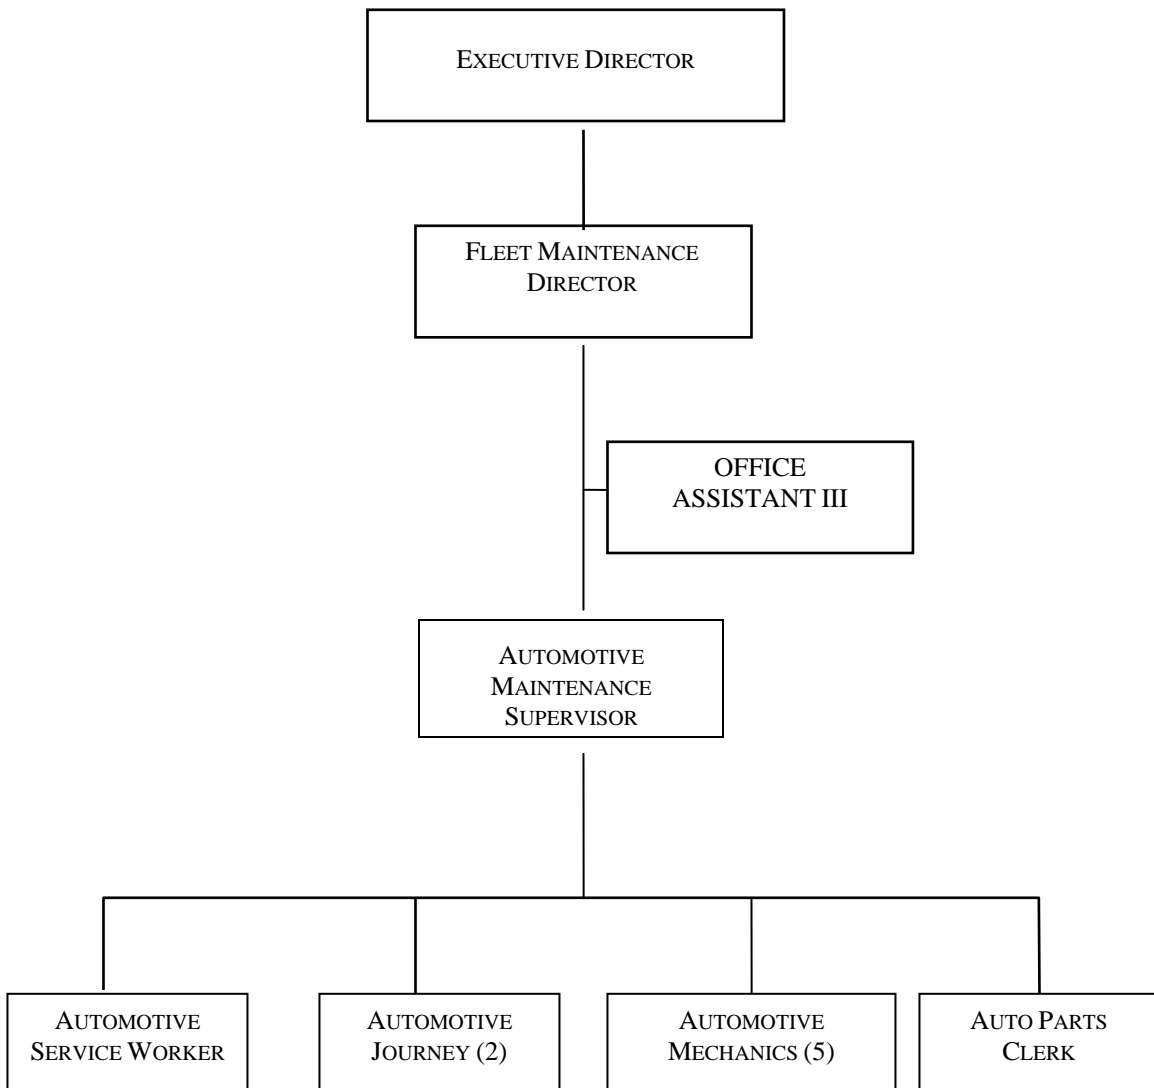 EXECUTIVE DIRECTOR
FLEET MAINTENANCE
DIRECTOR
OFFICE
ASSISTANT III
AUTOMOTIVE
MAINTENANCE
SUPERVISOR
AUTOMOTIVE
SERVICE WORKER
AUTOMOTIVE
JOURNEY (2)
AUTOMOTIVE
MECHANICS (5)
AUTO PARTS
CLERK